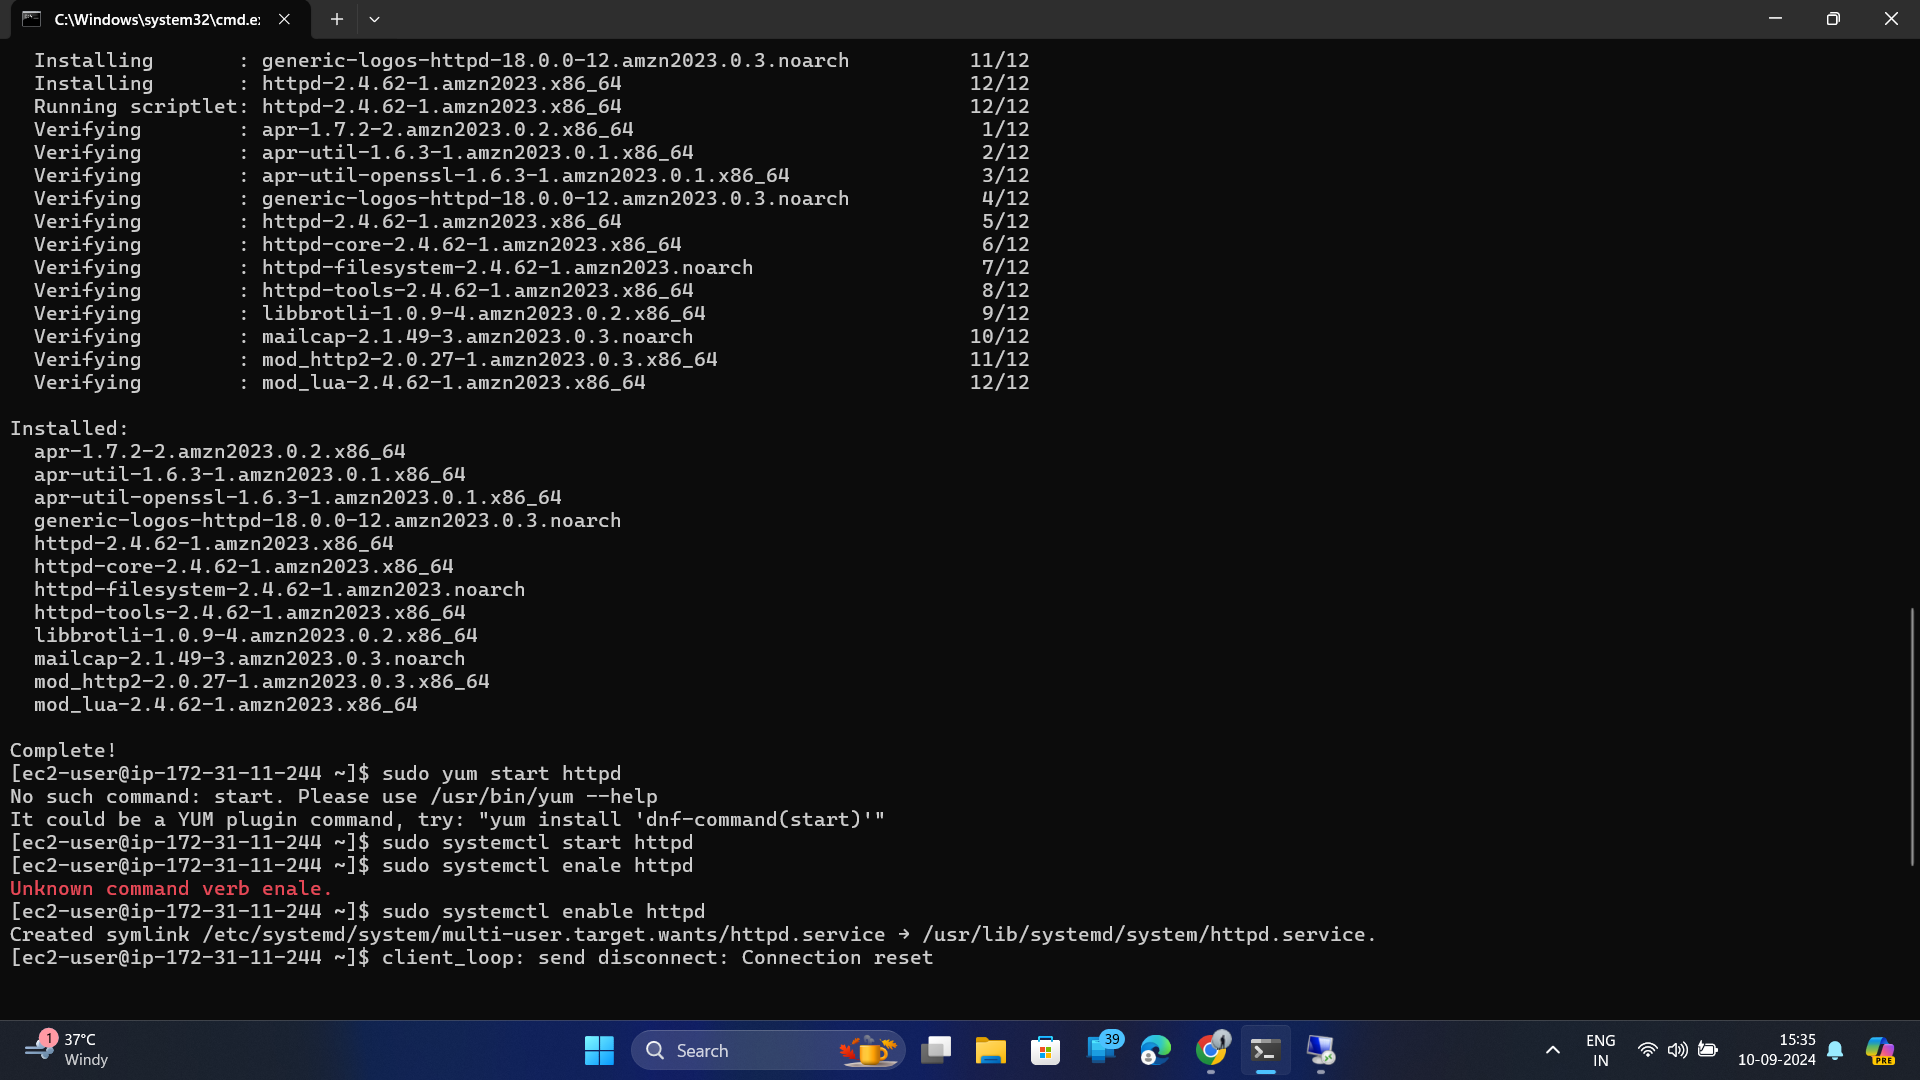 C:\Windows\system32\cmd.e:
Installing : generic-logos-httpd-18.0.0-12.amzn2023.0.3.noarch 11/12
Installing : httpd-2.4.62-1.amzn2023.x86_64 12/12
Running scriptlet: httpd-2.4.62-1.amzn2023.x86_64 12/12
Verifying : apr-1.7.2-2.amzn2023.0.2.x86_64 1/12
Verifying : apr-util-1.6.3-1.amzn2023.0.1.x86_64 2/12
Verifying : apr-util-openssl-1.6.3-1.amzn2023.0.1.x86_64 3/12
Verifying : generic-logos-httpd-18.0.0-12.amzn2023.0.3.noarch 4/12
Verifying : httpd-2.4.62-1.amzn2023.x86_64 5/12
Verifying : httpd-core-2.4.62-1.amzn2023.x86_64 6/12
Verifying : httpd-filesystem-2.4.62-1.amzn2023.noarch 7/12
Verifying : httpd-tools-2.4.62-1.amzn2023.x86_64 8/12
Verifying : libbrotli-1.0.9-4.amzn2023.0.2.x86_64 9/12
Verifying : mailcap-2.1.49-3.amzn2023.0.3.noarch 10/12
Verifying : mod_http2-2.0.27-1.amzn2023.0.3.x86_64 11/12
Verifying : mod_lua-2.4.62-1.amzn2023.x86_64 12/12
Installed:
apr-1.7.2-2.amzn2023.0.2.x86_64
apr-util-1.6.3-1.amzn2023.0.1.x86_64
apr-util-openssl-1.6.3-1.amzn2023.0.1.x86_64
generic-logos-httpd-18.0.0-12.amzn2023.0.3.noarch
httpd-2.4.62-1.amzn2023.x86_64
httpd-core-2.4.62-1.amzn2023.x86_64
httpd-filesystem-2.4.62-1.amzn2023.noarch
httpd-tools-2.4.62-1.amzn2023.x86_64
libbrotli-1.0.9-4.amzn2023.0.2.x86_64
mailcap-2.1.49-3.amzn2023.0.3.noarch
mod_http2-2.0.27-1.amzn2023.0.3.x86_64
mod_lua-2.4.62-1.amzn2023.x86_64
Complete!
[ec2-user@ip-172-31-11-244 ~]$ sudo yum start httpd
No such command: start. Please use /usr/bin/yum --help
It could be a YUM plugin command, try: "yum install 'dnf-command(start)'"
[ec2-user@ip-172-31-11-244 ~]$ sudo systemctl start httpd
[ec2-user@ip-172-31-11-244 ~]$ sudo systemctl enale httpd
Unknown command verb enale.
[ec2-user@ip-172-31-11-244 ~]$ sudo systemctl enable httpd
Created symlink /etc/systemd/system/multi-user.target.wants/httpd.service → /usr/lib/systemd/system/httpd.service.
[ec2-user@ip-172-31-11-244 ~]$ client_loop: send disconnect: Connection reset
1
37°C
Windy
Search
39
ENG
IN
15:35
10-09-2024
PRE